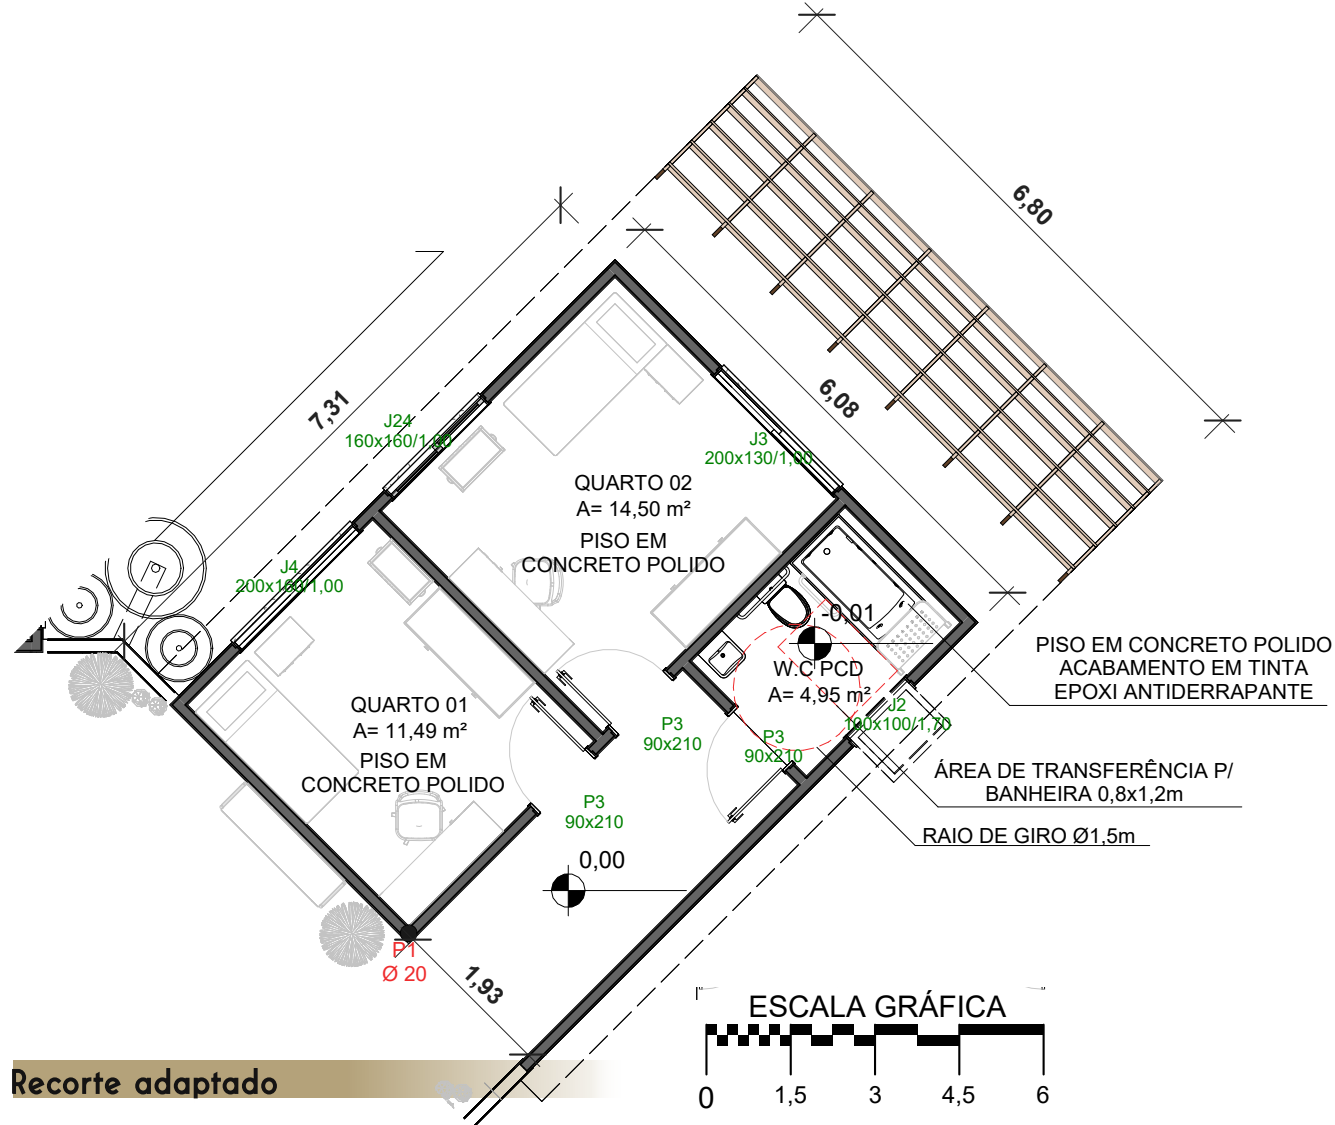 6,80
6,08
7,31
J24
160x160/1,00
J3
200x130/1,00
QUARTO 02
A= 14,50 m²
PISO EM
CONCRETO POLIDO
J4
200x160/1,00
-0,01
W.C PCD
A= 4,95 m²
PISO EM CONCRETO POLIDO
ACABAMENTO EM TINTA
EPOXI ANTIDERRAPANTE
QUARTO 01
A= 11,49 m²
PISO EM
CONCRETO POLIDO
J2
100x100/1,70
P3
90x210
P3
90x210
P3
90x210
ÁREA DE TRANSFERÊNCIA P/
BANHEIRA 0,8x1,2m
RAIO DE GIRO Ø1,5m
0,00
P1
Ø 20
1,93
ESCALA GRÁFICA
0 1,5 3 4,5 6
Recorte adaptado